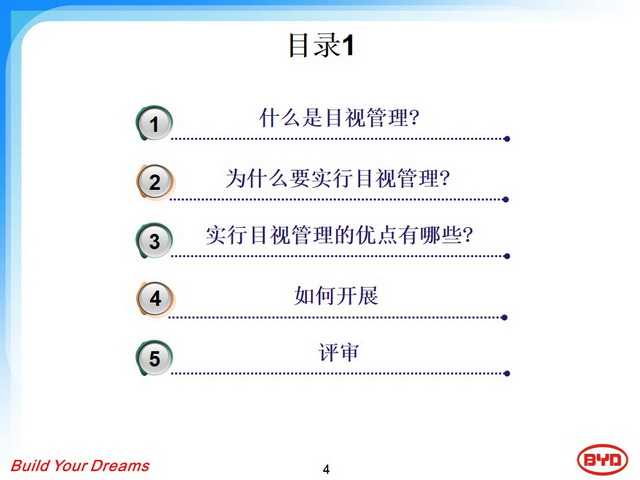 目录1
1 什么是目视管理?
2 为什么要实行目视管理?
3 实行目视管理的优点有哪些?
4 如何开展
5 评审
Build Your Dreams
4
BYD